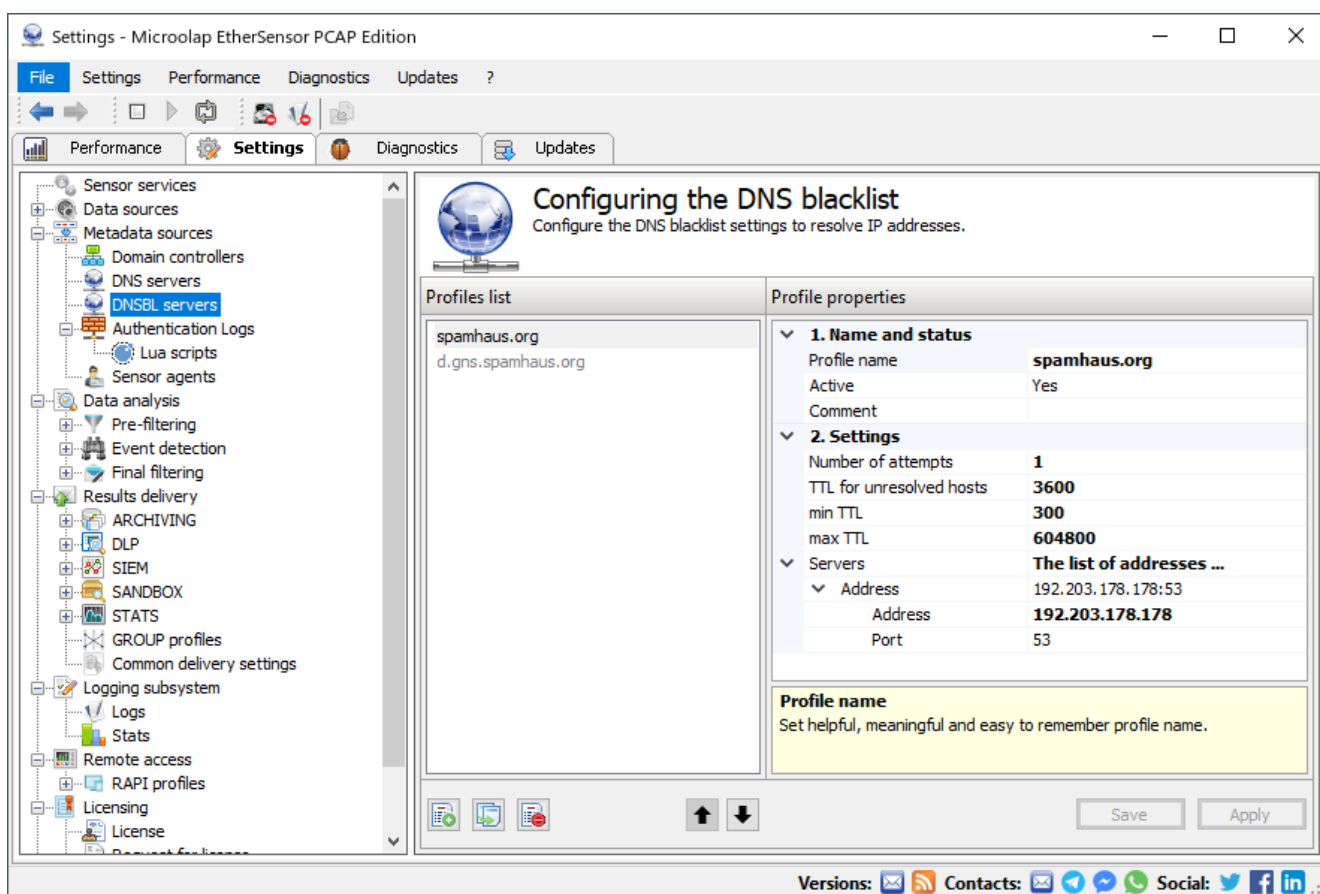 Settings - Microolap EtherSensor PCAP Edition
File Settings Performance Diagnostics Updates ?
Performance Settings Diagnostics Updates
Sensor services
Data sources
Metadata sources
Domain controllers
DNS servers
DNSBL servers
Authentication Logs
Lua scripts
Sensor agents
Data analysis
Pre-filtering
Event detection
Final filtering
Results delivery
ARCHIVING
DLP
SIEM
SANDBOX
STATS
GROUP profiles
Common delivery settings
Logging subsystem
Logs
Stats
Remote access
RAPI profiles
Licensing
License
Request for license
Configuring the DNS blacklist
Configure the DNS blacklist settings to resolve IP addresses.
Profiles list
spamhaus.org
d.gns.spamhaus.org
Profile properties
1. Name and status
Profile name spamhaus.org
Active Yes
Comment
2. Settings
Number of attempts 1
TTL for unresolved hosts 3600
min TTL 300
max TTL 604800
Servers The list of addresses ...
Address 192.203.178.178:53
Address 192.203.178.178
Port 53
Profile name
Set helpful, meaningful and easy to remember profile name.
Save Apply
Versions: Contacts: Social: